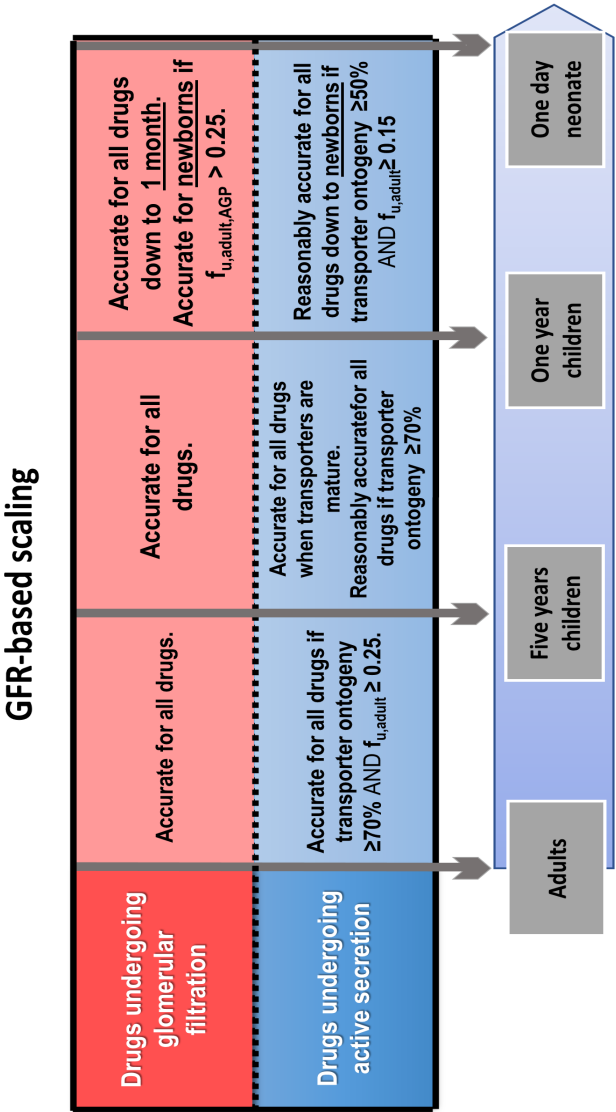 GFR-based scaling
Drugs undergoing
glomerular
filtration
Accurate for all drugs.
Accurate for all
drugs.
Accurate for all drugs
down to 1 month.
Accurate for newborns if
fu,adult,AGP > 0.25.
Drugs undergoing
active secretion
Accurate for all drugs if
transporter ontogeny
≥70% AND fu,adult ≥ 0.25.
Accurate for all drugs
when transporters are
mature.
Reasonably accuratefor all
drugs if transporter
ontogeny ≥70%
Reasonably accurate for all
drugs down to newborns if
transporter ontogeny ≥50%
AND fu,adult≥ 0.15
Adults
Five years
children
One year
children
One day
neonate